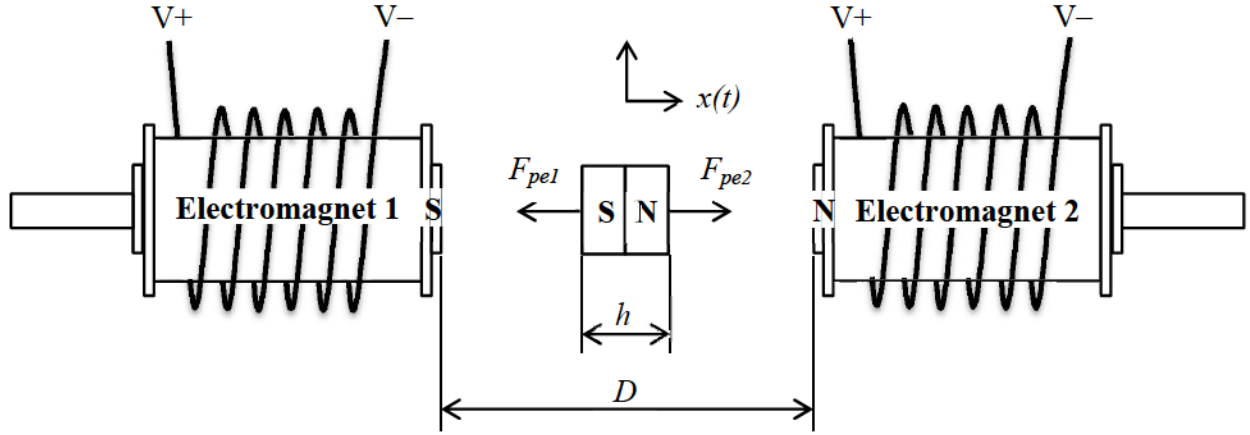 V+ V– V+ V–
x(t)
F_pe1 F_pe2
Electromagnet 1 S S N N Electromagnet 2
h
D